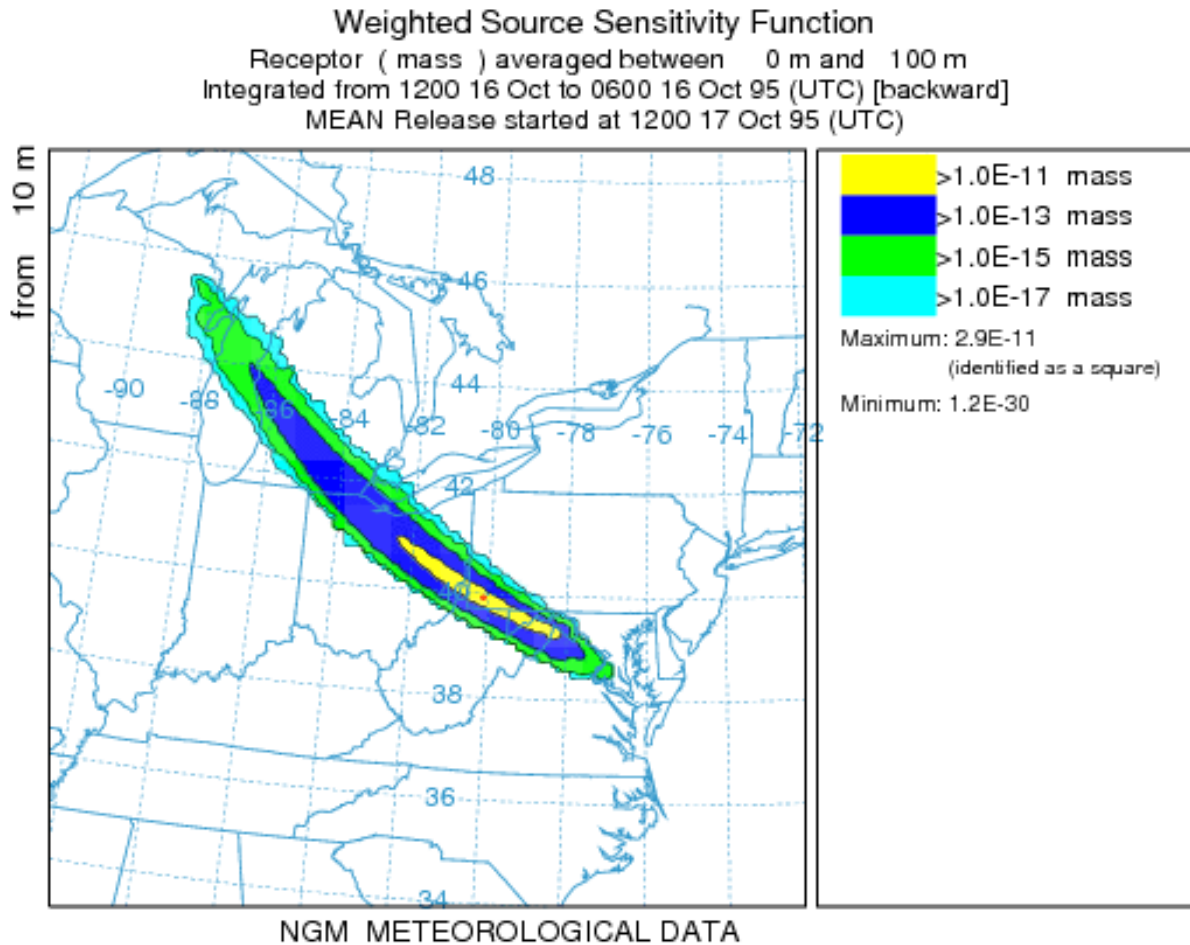 Weighted Source Sensitivity Function
Receptor ( mass ) averaged between 0 m and 100 m
Integrated from 1200 16 Oct to 0600 16 Oct 95 (UTC) [backward]
MEAN Release started at 1200 17 Oct 95 (UTC)
from 10 m
48
46
44
-90
-88
-86
-84
-82
-80
-78
-76
-74
-72
42
40
38
36
34
>1.0E-11 mass
>1.0E-13 mass
>1.0E-15 mass
>1.0E-17 mass
Maximum: 2.9E-11
(identified as a square)
Minimum: 1.2E-30
NGM METEOROLOGICAL DATA